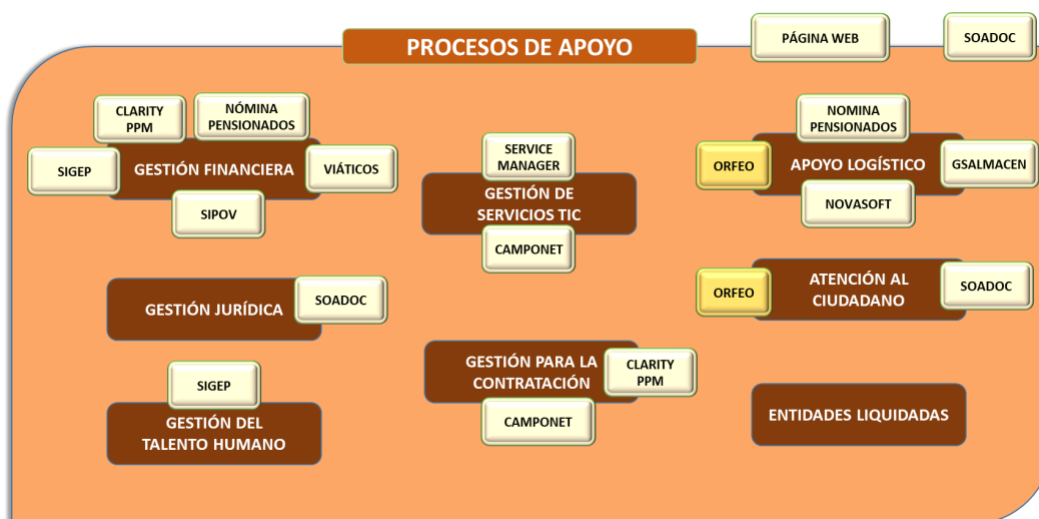 PROCESOS DE APOYO
PÁGINA WEB
SOADOC
CLARITY
PPM
NÓMINA
PENSIONADOS
SIGEP
GESTIÓN FINANCIERA
VIÁTICOS
SIPOV
SERVICE
MANAGER
GESTIÓN DE
SERVICIOS TIC
CAMPONET
NOMINA
PENSIONADOS
ORFEO
APOYO LOGÍSTICO
GSALMACEN
NOVASOFT
GESTIÓN JURÍDICA
SOADOC
ORFEO
ATENCIÓN AL
CIUDADANO
SOADOC
SIGEP
GESTIÓN DEL
TALENTO HUMANO
GESTIÓN PARA LA
CONTRATACIÓN
CLARITY
PPM
CAMPONET
ENTIDADES LIQUIDADAS